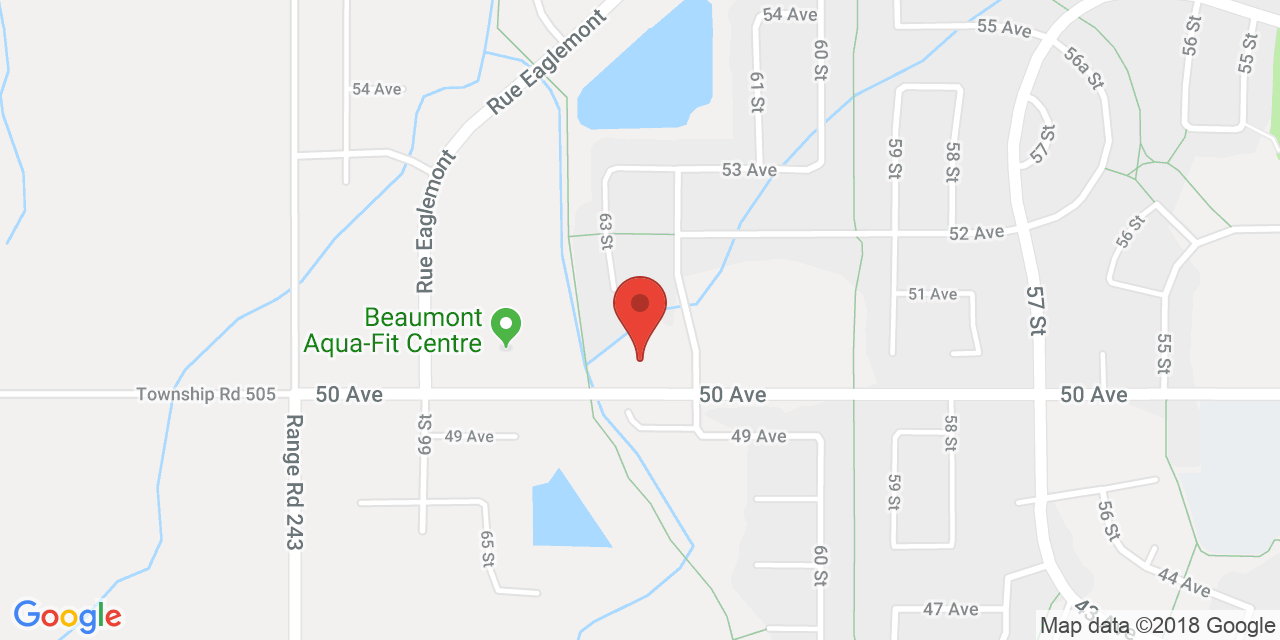 54 Ave
55 Ave
56 St
55 St
60 St
56a St
61 St
54 Ave
Rue Eaglemont
57 St
59 St
58 St
53 Ave
Rue Eaglemont
63 St
52 Ave
56 St
51 Ave
57 St
Beaumont
Aqua-Fit Centre
55 St
Township Rd 505
50 Ave
50 Ave
50 Ave
66 St
49 Ave
49 Ave
58 St
Range Rd 243
59 St
56 St
65 St
60 St
44 Ave
47 Ave
Google
Map data ©2018 Google